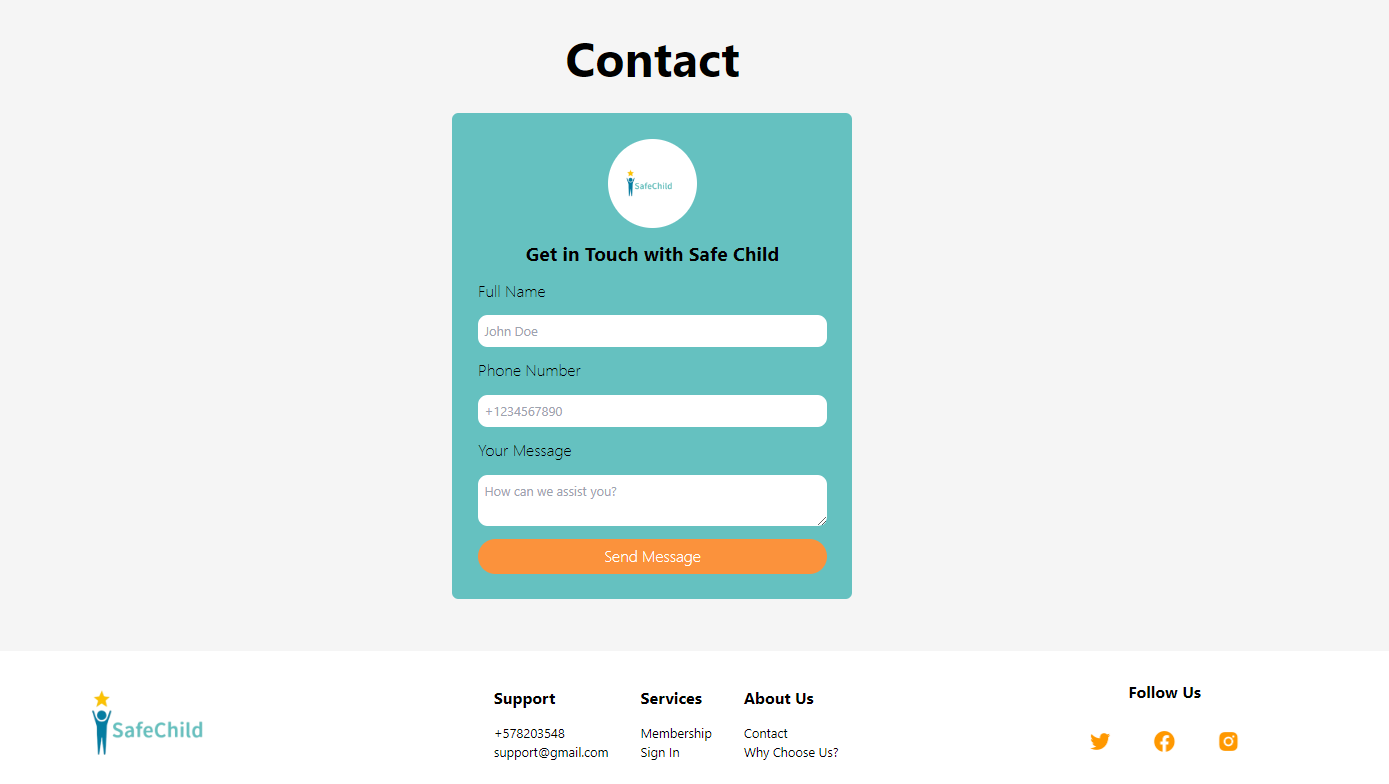 Contact
SafeChild
Get in Touch with Safe Child
Full Name
John Doe
Phone Number
+1234567890
Your Message
How can we assist you?
Send Message
SafeChild
Support
+578203548
support@gmail.com
Services
Membership
Sign In
About Us
Contact
Why Choose Us?
Follow Us